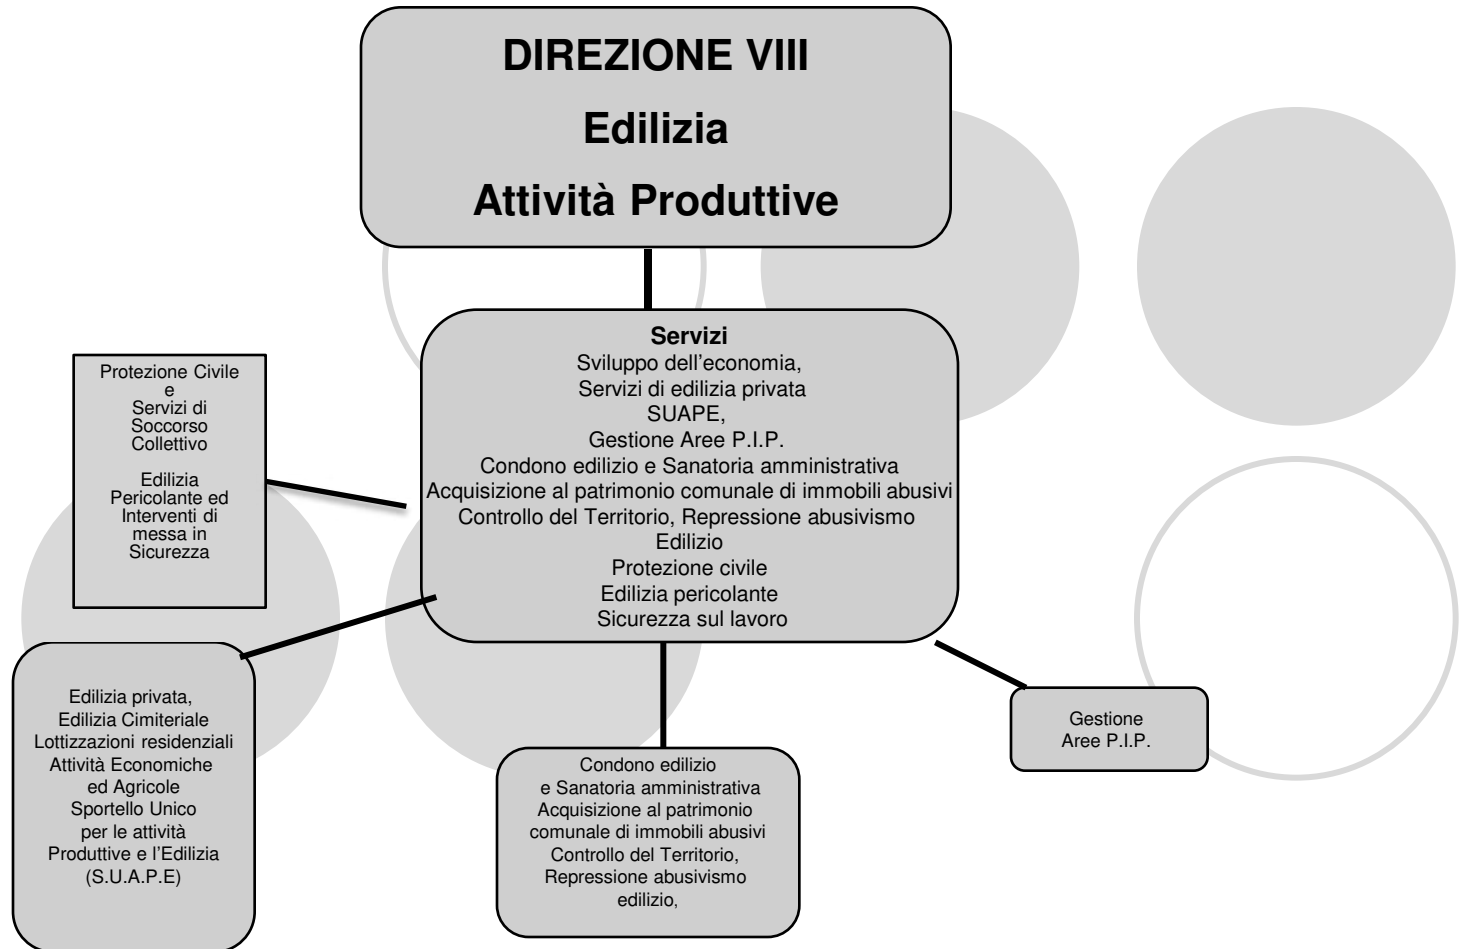 DIREZIONE VIII
Edilizia
Attività Produttive
Servizi
Sviluppo dell'economia,
Servizi di edilizia privata
SUAPE,
Gestione Aree P.I.P.
Condono edilizio e Sanatoria amministrativa
Acquisizione al patrimonio comunale di immobili abusivi
Controllo del Territorio, Repressione abusivismo
Edilizio
Protezione civile
Edilizia pericolante
Sicurezza sul lavoro
Protezione Civile
e
Servizi di
Soccorso
Collettivo
Edilizia
Pericolante ed
Interventi di
messa in
Sicurezza
Edilizia privata,
Edilizia Cimiteriale
Lottizzazioni residenziali
Attività Economiche
ed Agricole
Sportello Unico
per le attività
Produttive e l'Edilizia
(S.U.A.P.E)
Condono edilizio
e Sanatoria amministrativa
Acquisizione al patrimonio
comunale di immobili abusivi
Controllo del Territorio,
Repressione abusivismo
edilizio,
Gestione
Aree P.I.P.